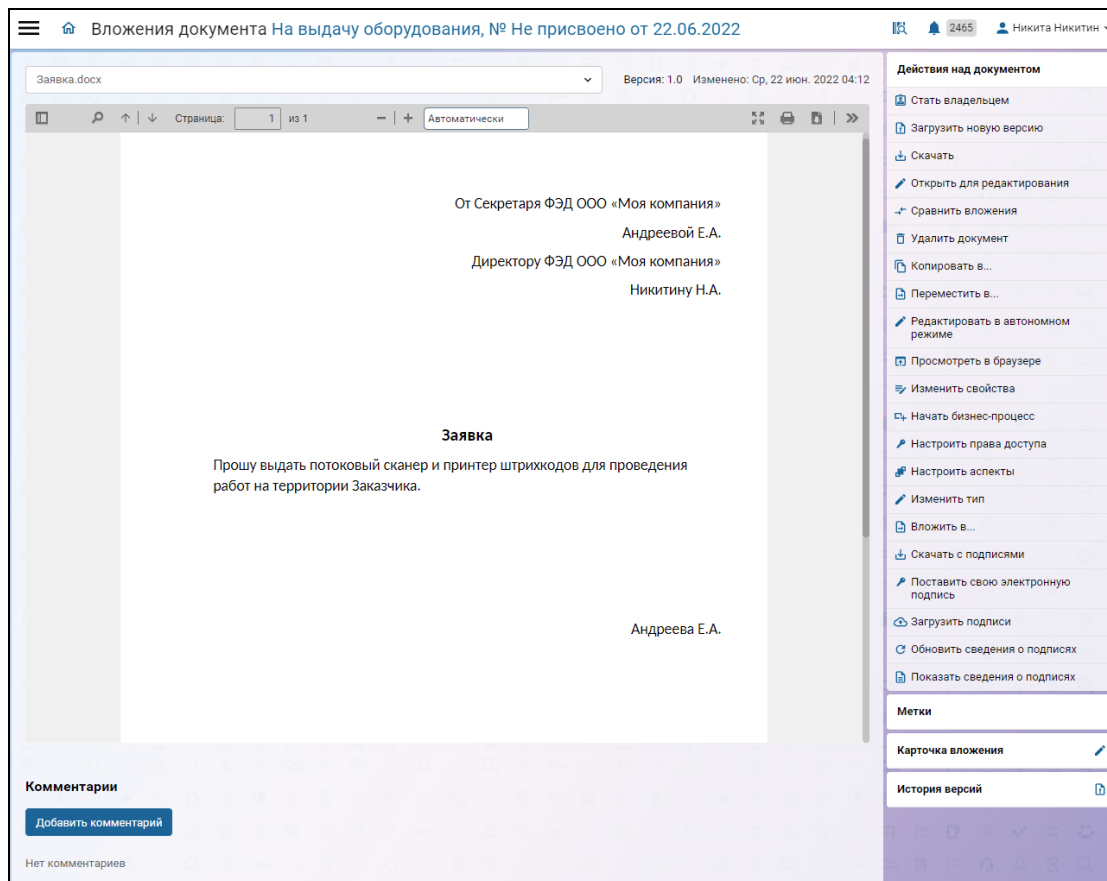 Вложения документа На выдачу оборудования, № Не присвоено от 22.06.2022
2465 Никита Никитин
Заявка.docx
Версия: 1.0 Изменено: Ср, 22 июн. 2022 04:12
Страница: 1 из 1 Автоматически
От Секретаря ФЭД ООО «Моя компания»
Андреевой Е.А.
Директору ФЭД ООО «Моя компания»
Никитину Н.А.
Заявка
Прошу выдать потоковый сканер и принтер штрихкодов для проведения
работ на территории Заказчика.
Андреева Е.А.
Комментарии
Добавить комментарий
Нет комментариев
Действия над документом
Стать владельцем
Загрузить новую версию
Скачать
Открыть для редактирования
Сравнить вложения
Удалить документ
Копировать в...
Переместить в...
Редактировать в автономном
режиме
Просмотреть в браузере
Изменить свойства
Начать бизнес-процесс
Настроить права доступа
Настроить аспекты
Изменить тип
Вложить в...
Скачать с подписями
Поставить свою электронную
подпись
Загрузить подписи
Обновить сведения о подписях
Показать сведения о подписях
Метки
Карточка вложения
История версий